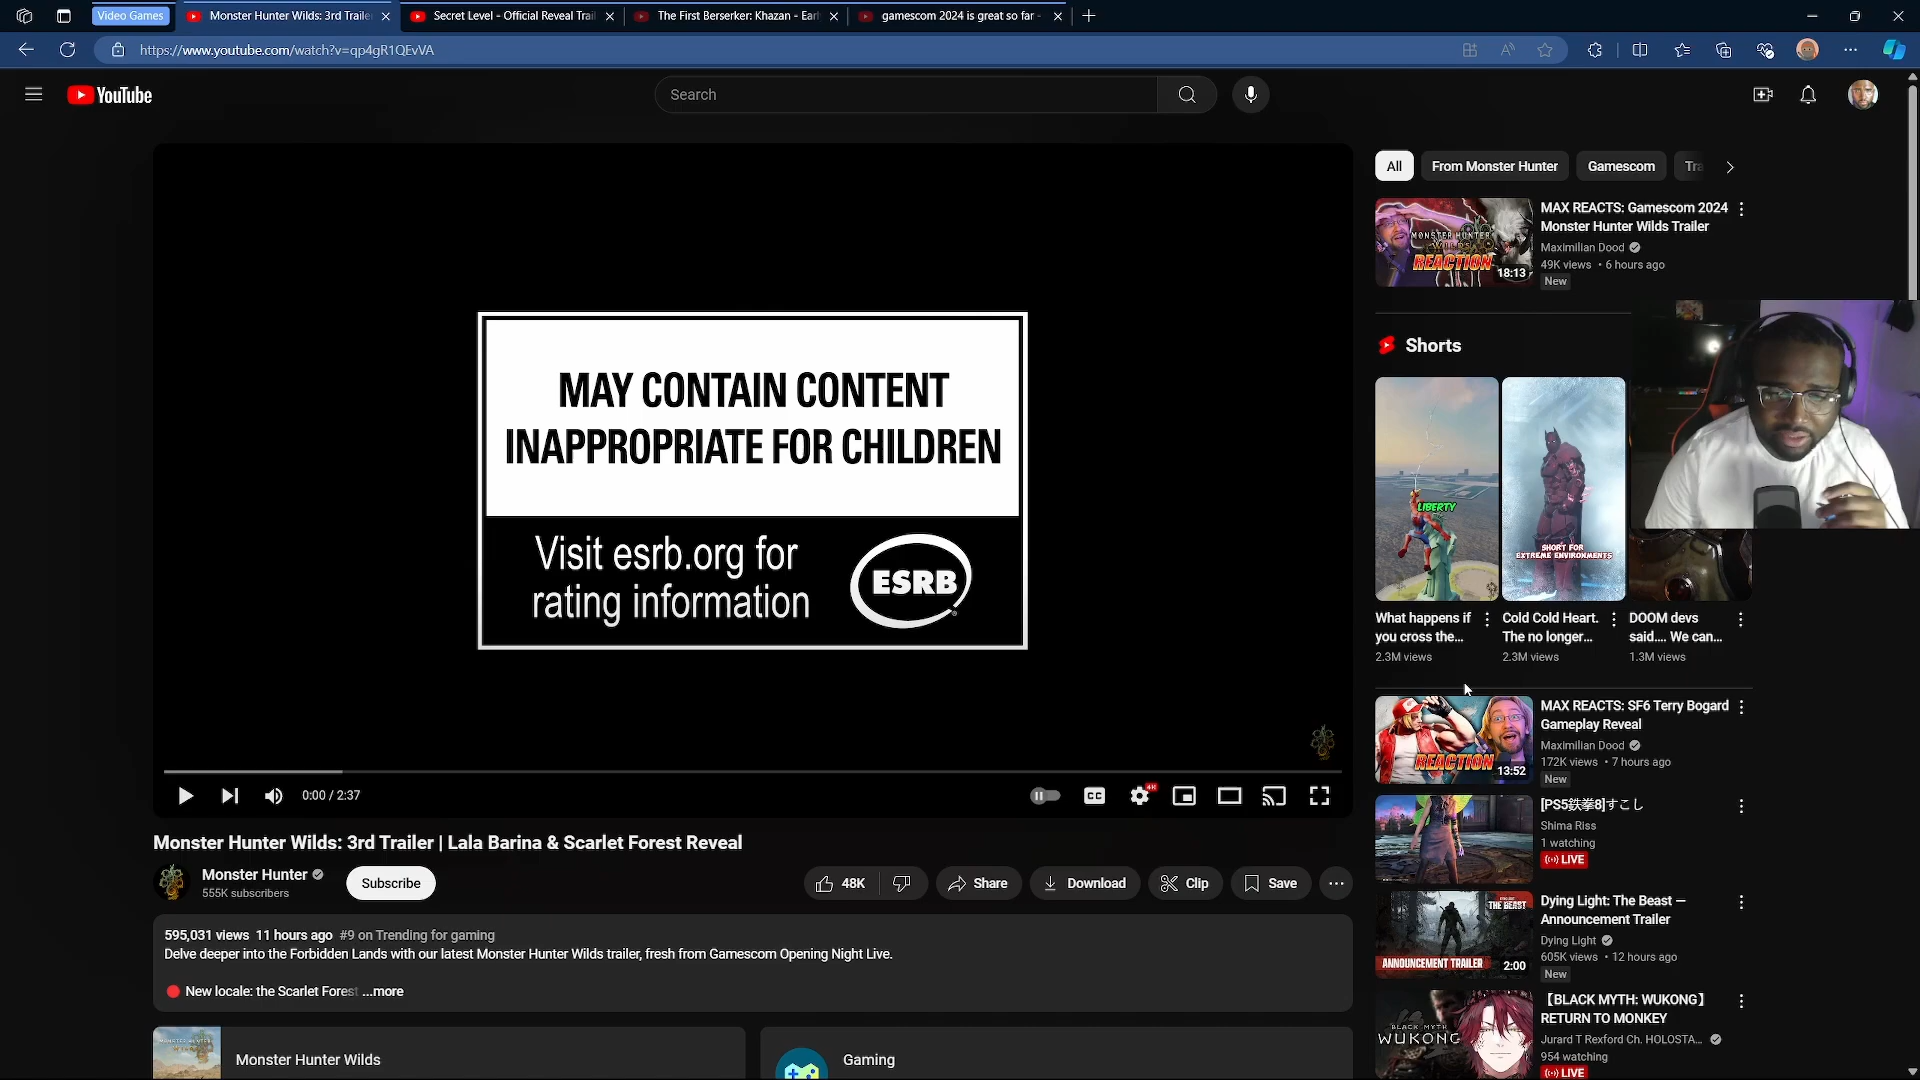 Video Games
Monster Hunter Wilds: 3rd Traile
Secret Level - Official Reveal Trai
The First Berserker: Khazan - Earl
gamescom 2024 is great so far -
https://www.youtube.com/watch?v=qp4gR1QEvVA
YouTube
Search
MAY CONTAIN CONTENT
INAPPROPRIATE FOR CHILDREN
Visit esrb.org for
rating information
ESRB
0:00 / 2:37
CC
4K
Monster Hunter Wilds: 3rd Trailer | Lala Barina & Scarlet Forest Reveal
Monster Hunter
555K subscribers
Subscribe
48K
Share
Download
Clip
Save
595,031 views 11 hours ago #9 on Trending for gaming
Delve deeper into the Forbidden Lands with our latest Monster Hunter Wilds trailer, fresh from Gamescom Opening Night Live.
New locale: the Scarlet Forest ...more
Monster Hunter Wilds
Gaming
All
From Monster Hunter
Gamescom
Tra
MONSTER HUNTER
WILDS
REACTION
18:13
MAX REACTS: Gamescom 2024
Monster Hunter Wilds Trailer
Maximilian Dood
49K views • 6 hours ago
New
Shorts
LIBERTY
SHORT FOR
EXTREME ENVIRONMENTS
What happens if
you cross the...
2.3M views
Cold Cold Heart.
The no longer...
2.3M views
DOOM devs
said.... We can...
1.3M views
REACTION
13:52
MAX REACTS: SF6 Terry Bogard
Gameplay Reveal
Maximilian Dood
172K views • 7 hours ago
New
[PS5鉄拳8]すこし
Shima Riss
1 watching
LIVE
THE BEAST
ANNOUNCEMENT TRAILER
2:00
Dying Light: The Beast —
Announcement Trailer
Dying Light
605K views • 12 hours ago
New
BLACK MYTH
WUKONG
【BLACK MYTH: WUKONG】
RETURN TO MONKEY
Jurard T Rexford Ch. HOLOSTA...
954 watching
LIVE